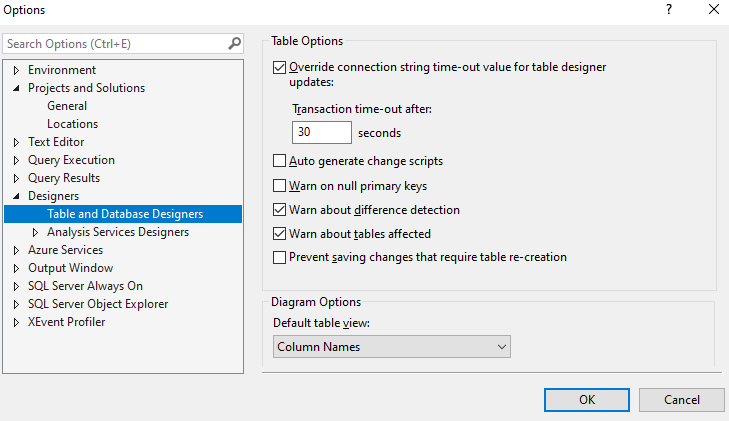 Options
?
Search Options (Ctrl+E)
Environment
Projects and Solutions
General
Locations
Text Editor
Query Execution
Query Results
Designers
Table and Database Designers
Analysis Services Designers
Azure Services
Output Window
SQL Server Always On
SQL Server Object Explorer
XEvent Profiler
Table Options
Override connection string time-out value for table designer
updates:
Transaction time-out after:
30 seconds
Auto generate change scripts
Warn on null primary keys
Warn about difference detection
Warn about tables affected
Prevent saving changes that require table re-creation
Diagram Options
Default table view:
Column Names
OK
Cancel